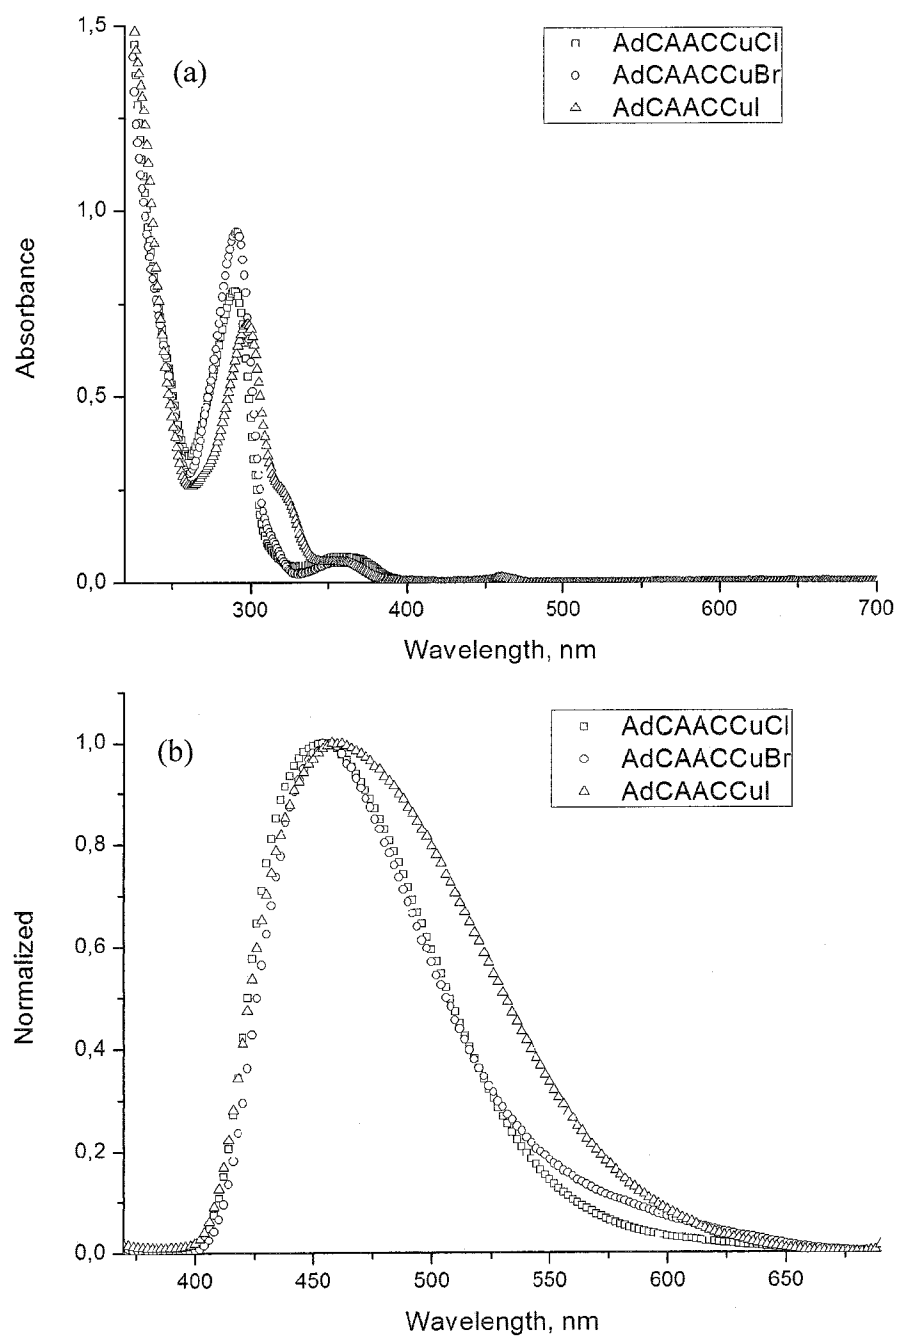 1,5
(a)
AdCAACCuCl
AdCAACCuBr
AdCAACCuI
1,0
Absorbance
0,5
0,0
300
400
500
600
700
Wavelength, nm
(b)
AdCAACCuCl
AdCAACCuBr
AdCAACCuI
1,0
0,8
0,6
Normalized
0,4
0,2
0,0
400
450
500
550
600
650
Wavelength, nm